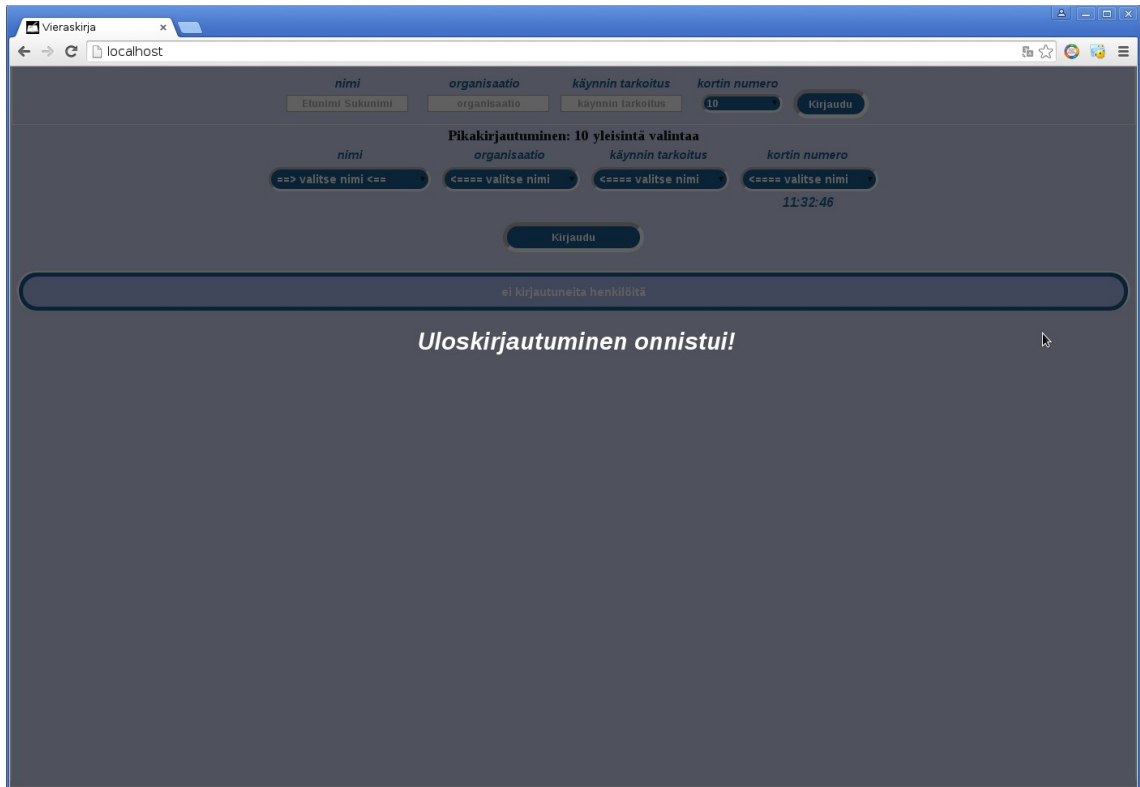 Vieraskirja
localhost
nimi organisaatio käynnin tarkoitus kortin numero
Etunimi Sukunimi organisaatio käynnin tarkoitus 10 Kirjaudu
Pikakirjautuminen: 10 yleisintä valintaa
nimi organisaatio käynnin tarkoitus kortin numero
==> valitse nimi <== <==== valitse nimi <==== valitse nimi <==== valitse nimi
11:32:46
Kirjaudu
ei kirjautuneita henkilöitä
Uloskirjautuminen onnistui!